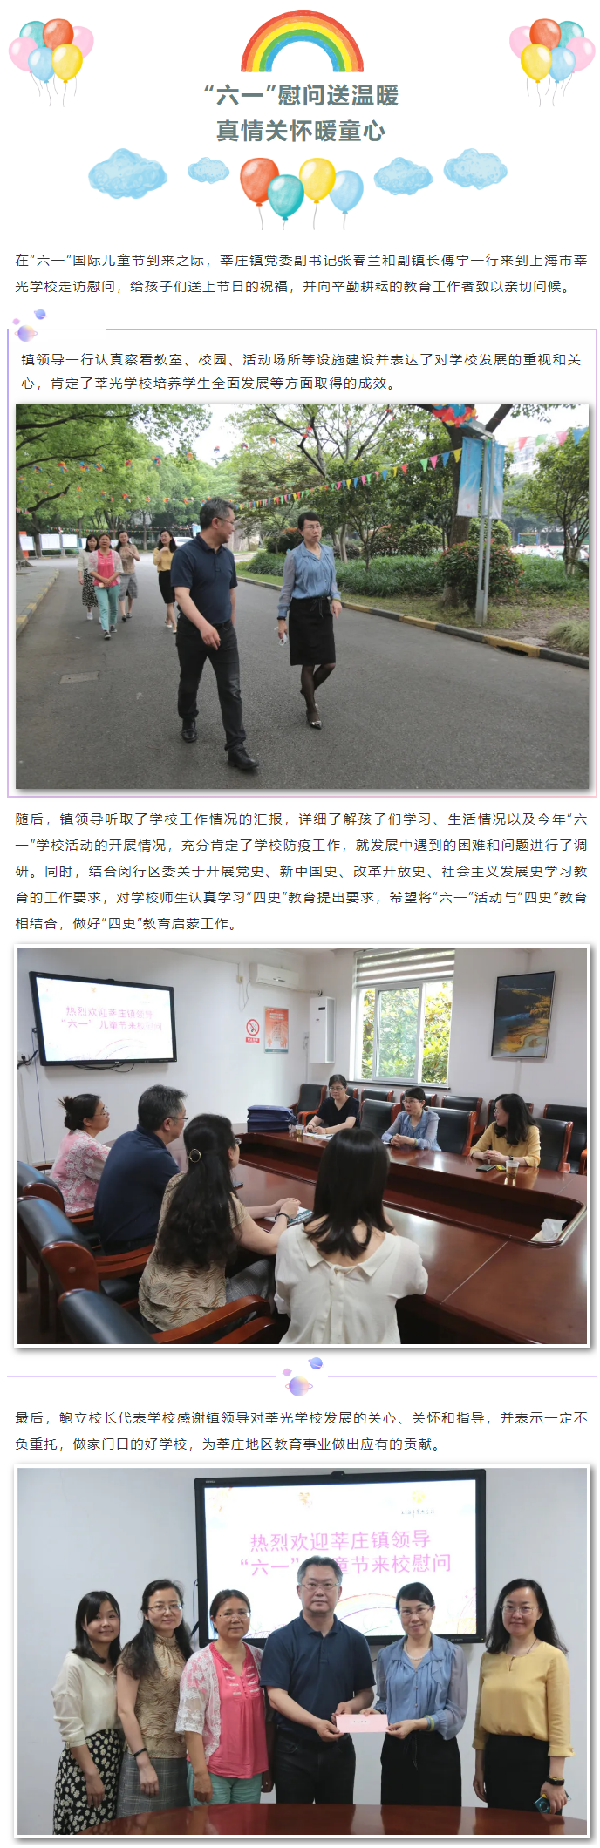 “六一”慰问送温暖
真情关怀暖童心
在“六一”国际儿童节到来之际，莘庄镇党委副书记张春兰和副镇长傅宇一行来到上海市莘
光学校走访慰问，给孩子们送上节日的祝福，并向辛勤耕耘的教育工作者致以亲切问候。
镇领导一行认真察看教室、校园、活动场所等设施建设并表达了对学校发展的重视和关
心，肯定了莘光学校培养学生全面发展等方面取得的成效。
随后，镇领导听取了学校工作情况的汇报，详细了解孩子们学习、生活情况以及今年“六
一”学校活动的开展情况，充分肯定了学校防疫工作，就发展中遇到的困难和问题进行了调
研。同时，结合闵行区委关于开展党史、新中国史、改革开放史、社会主义发展史学习教
育的工作要求，对学校师生认真学习“四史”教育提出要求，希望将“六一”活动与“四史”教育
相结合，做好“四史”教育启蒙工作。
热烈欢迎莘庄镇领导
“六一”儿童节来校慰问
最后，鲍立校长代表学校感谢镇领导对莘光学校发展的关心、关怀和指导，并表示一定不
负重托，做家门口的好学校，为莘庄地区教育事业做出应有的贡献。
热烈欢迎莘庄镇领导
“六一” 童节来校慰问